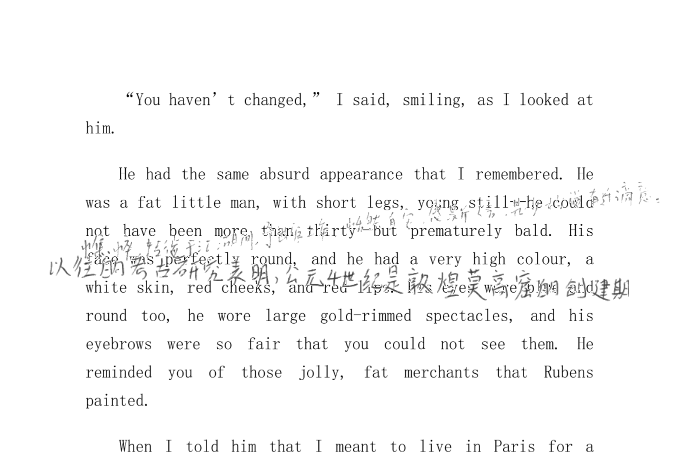 “You haven’t changed,” I said, smiling, as I looked at
him.
He had the same absurd appearance that I remembered. He
was a fat little man, with short legs, young still—he could
not have been more than thirty—but prematurely bald. His
face was perfectly round, and he had a very high colour, a
以往的考古研究表明，公元4世纪是敦煌莫高窟的创建期
white skin, red cheeks, and red lips. His eyes were blue and
round too, he wore large gold-rimmed spectacles, and his
eyebrows were so fair that you could not see them. He
reminded you of those jolly, fat merchants that Rubens
painted.
When I told him that I meant to live in Paris for a